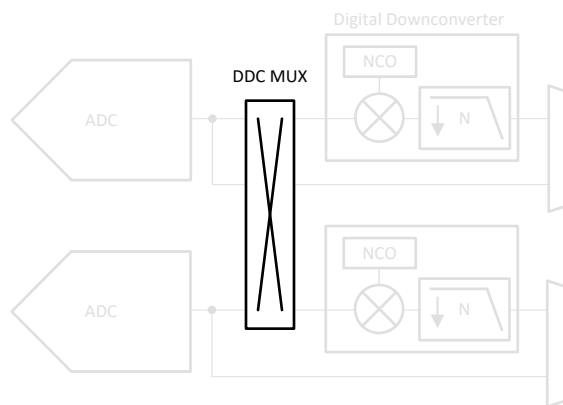 Digital Downconverter
NCO
DDC MUX
ADC
N
NCO
ADC
N